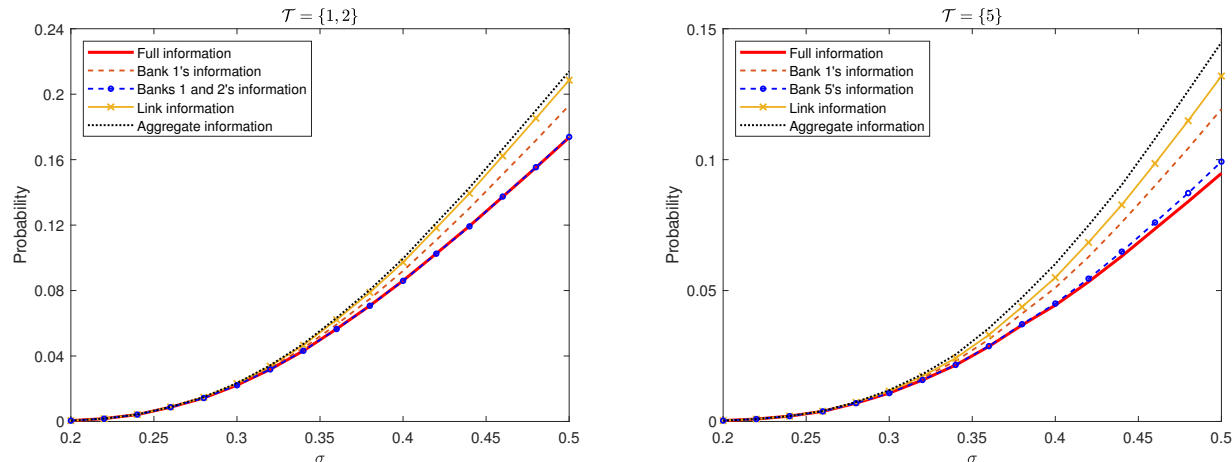 𝒯 = {1, 2}
0.24
0.2
0.16
0.12
0.08
0.04
0
Probability
Full information
Bank 1's information
Banks 1 and 2's information
Link information
Aggregate information
0.2 0.25 0.3 0.35 0.4 0.45 0.5
σ
𝒯 = {5}
0.15
0.1
0.05
0
Probability
Full information
Bank 1's information
Bank 5's information
Link information
Aggregate information
0.2 0.25 0.3 0.35 0.4 0.45 0.5
σ